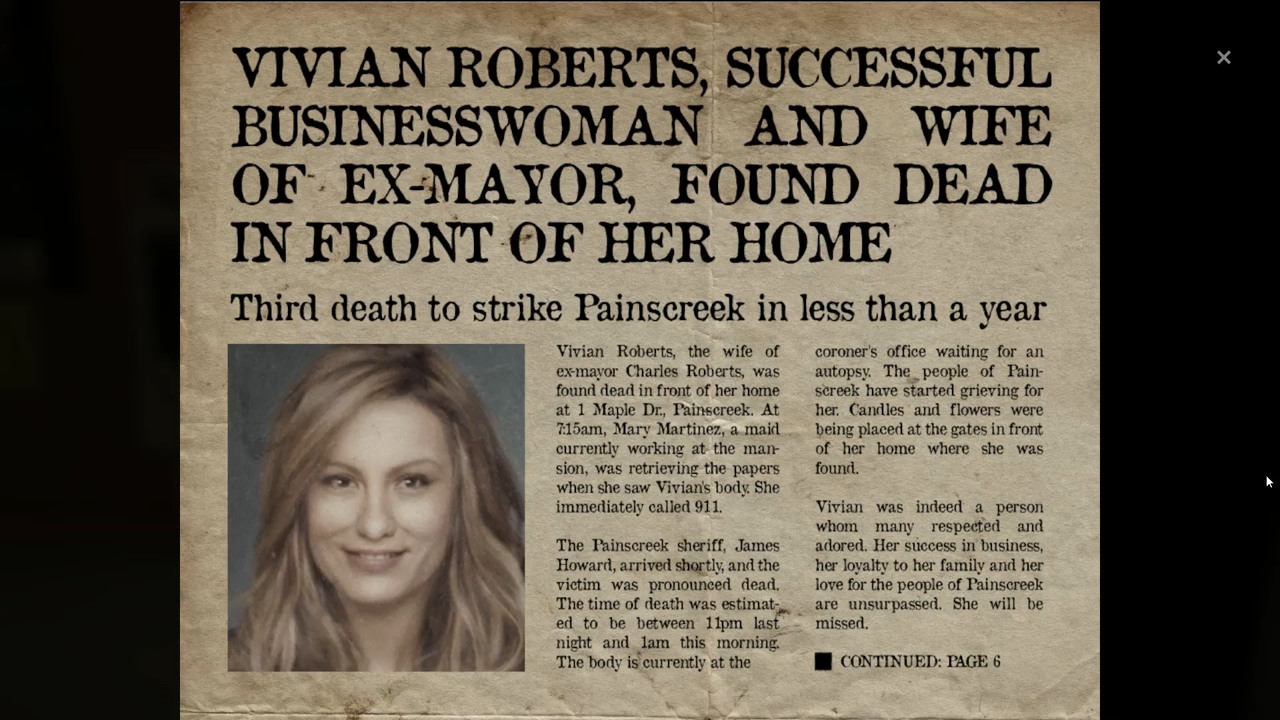 VIVIAN ROBERTS, SUCCESSFUL
BUSINESSWOMAN AND WIFE
OF EX-MAYOR, FOUND DEAD
IN FRONT OF HER HOME
Third death to strike Painscreek in less than a year
Vivian Roberts, the wife of
ex-mayor Charles Roberts, was
found dead in front of her home
at 1 Maple Dr., Painscreek. At
7:15am, Mary Martinez, a maid
currently working at the man-
sion, was retrieving the papers
when she saw Vivian's body. She
immediately called 911.
The Painscreek sheriff, James
Howard, arrived shortly, and the
victim was pronounced dead.
The time of death was estimat-
ed to be between 11pm last
night and 1am this morning.
The body is currently at the
coroner's office waiting for an
autopsy. The people of Pain-
screek have started grieving for
her. Candles and flowers were
being placed at the gates in front
of her home where she was
found.
Vivian was indeed a person
whom many respected and
adored. Her success in business,
her loyalty to her family and her
love for the people of Painscreek
are unsurpassed. She will be
missed.
CONTINUED: PAGE 6